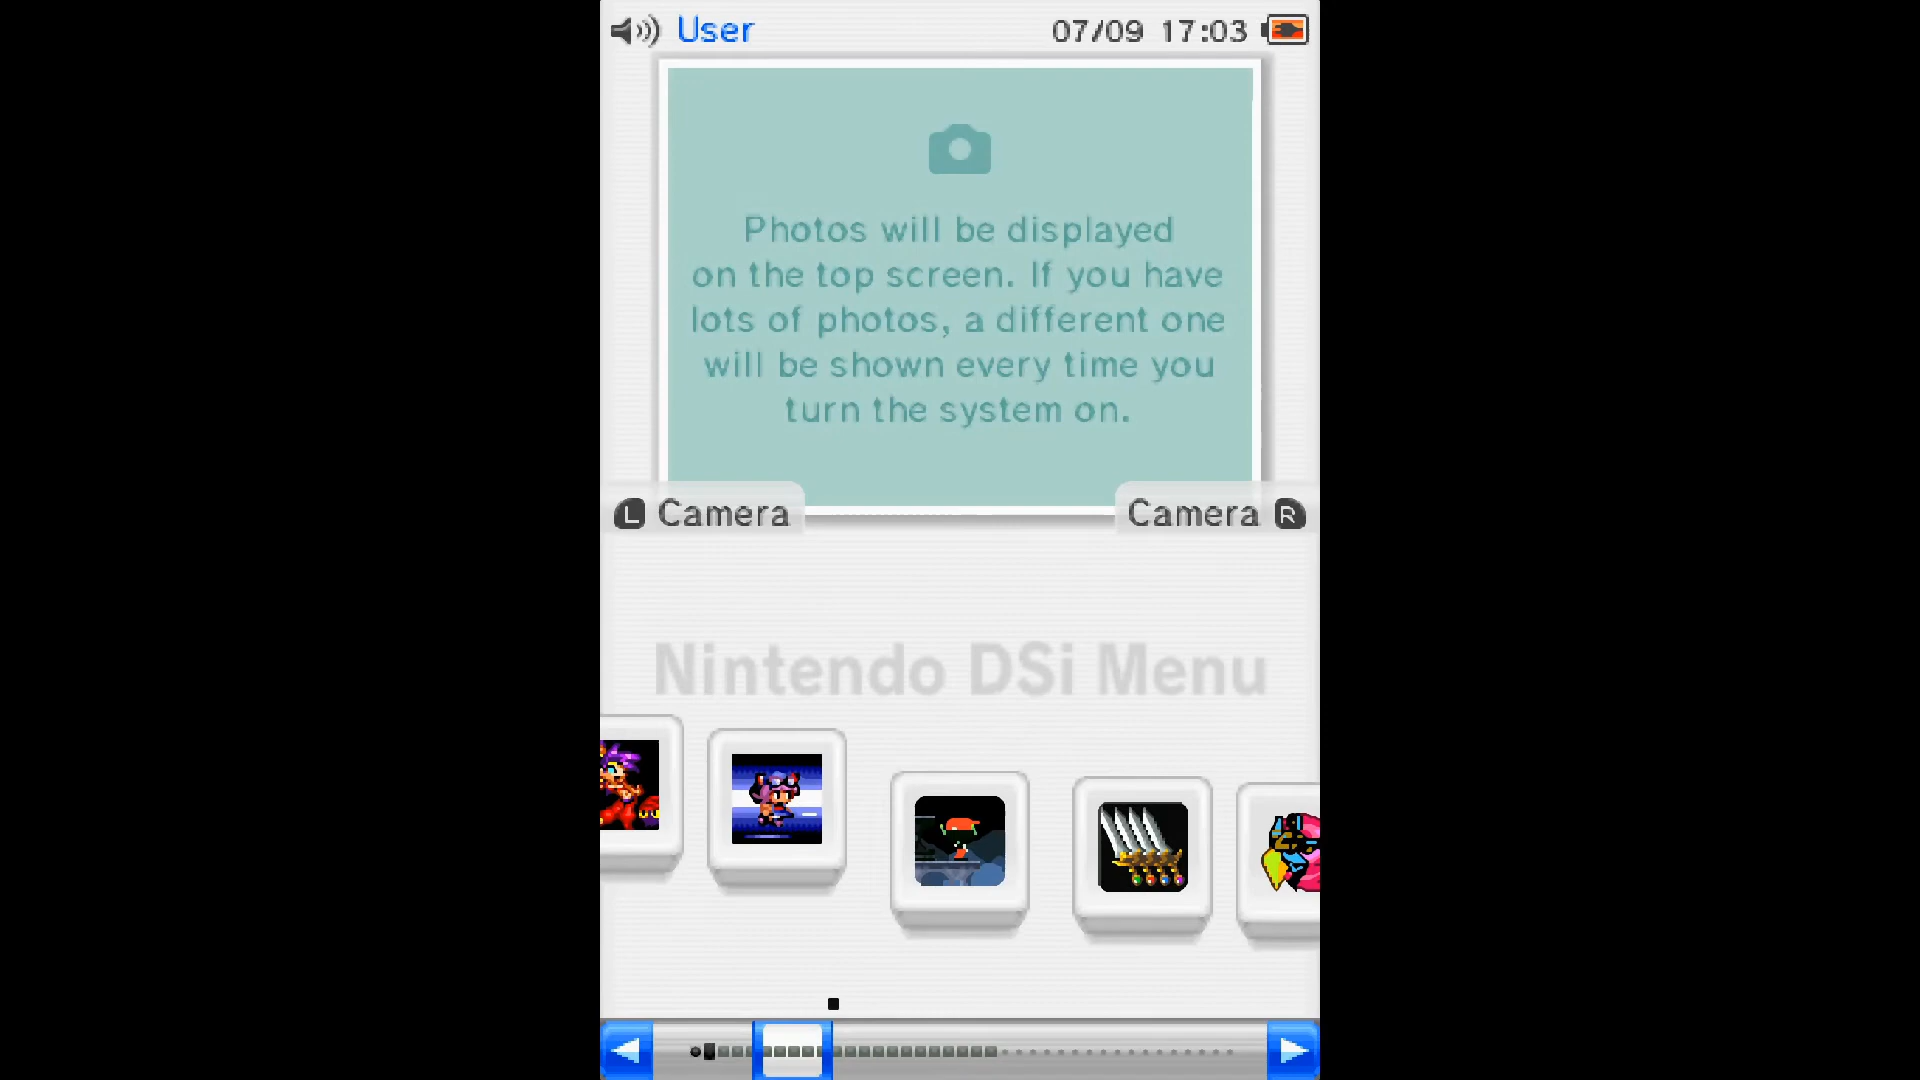 User 07/09 17:03
Photos will be displayed
on the top screen. If you have
lots of photos, a different one
will be shown every time you
turn the system on.
L Camera Camera R
Nintendo DSi Menu